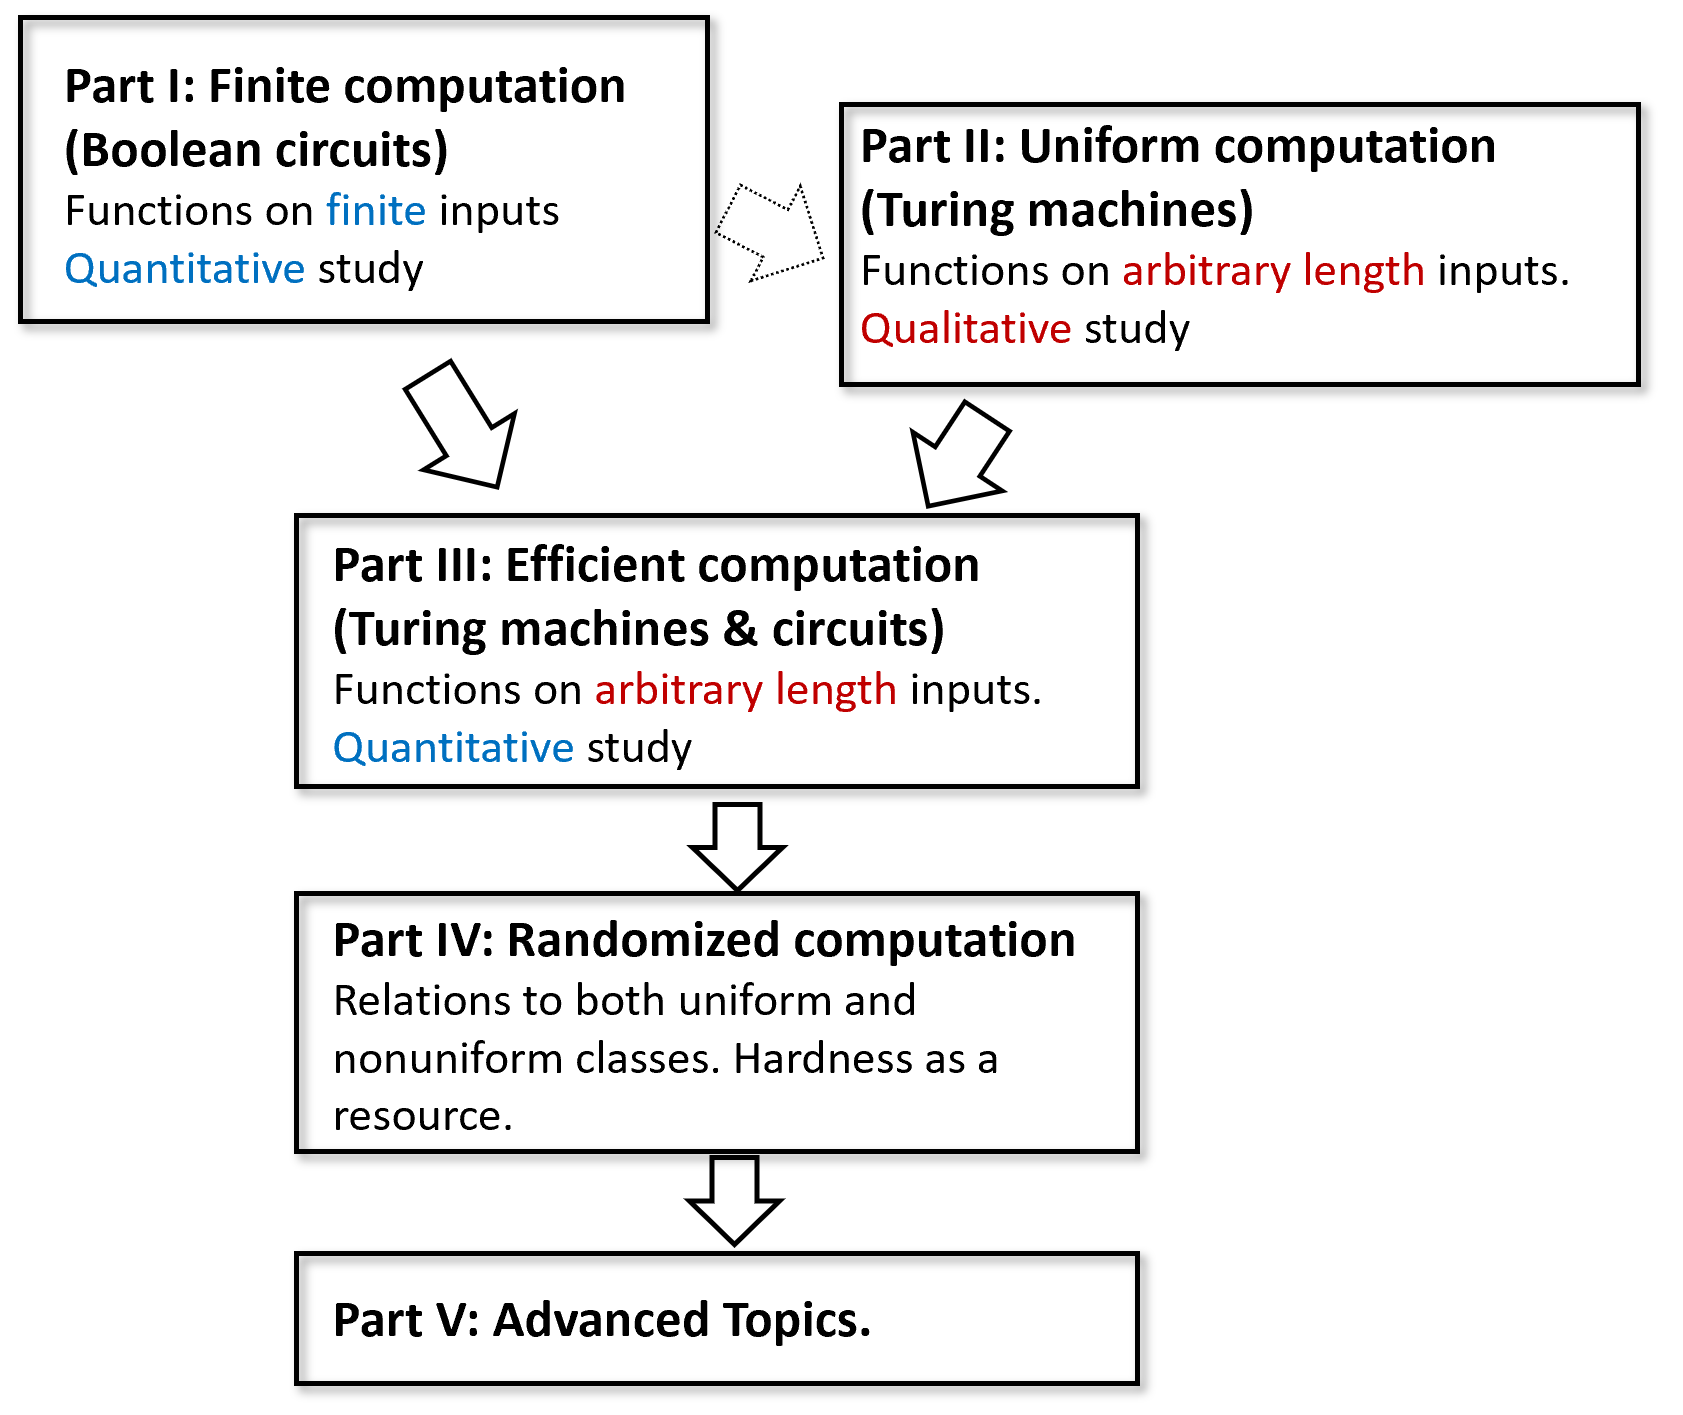 Part I: Finite computation
(Boolean circuits)
Functions on finite inputs
Quantitative study
Part II: Uniform computation
(Turing machines)
Functions on arbitrary length inputs.
Qualitative study
Part III: Efficient computation
(Turing machines & circuits)
Functions on arbitrary length inputs.
Quantitative study
Part IV: Randomized computation
Relations to both uniform and
nonuniform classes. Hardness as a
resource.
Part V: Advanced Topics.